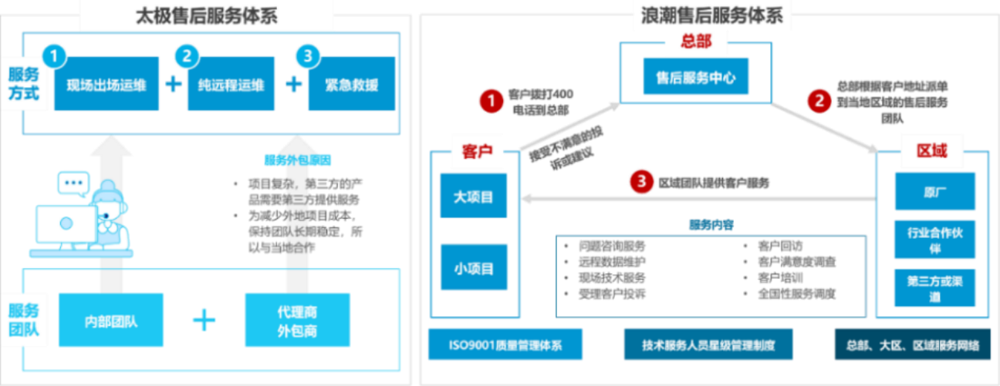 太极售后服务体系
服务
方式
1
现场出场运维
+
2
纯远程运维
+
3
紧急救援
服务外包原因
• 项目复杂，第三方的产
品需要第三方提供服务
• 为减少外地项目成本，
保持团队长期稳定，所
以与当地合作
服务
团队
内部团队
+
代理商
外包商
浪潮售后服务体系
总部
售后服务中心
1
客户拨打400
电话到总部
接受不满意的投
诉或建议
2
总部根据客户地址派单
到当地区域的售后服务
团队
客户
大项目
小项目
3
区域团队提供客户服务
区域
原厂
行业合作伙
伴
第三方或渠
道
服务内容
• 问题咨询服务
• 远程数据维护
• 现场技术服务
• 受理客户投诉
• 客户回访
• 客户满意度调查
• 客户培训
• 全国性服务调度
ISO9001质量管理体系
技术服务人员星级管理制度
总部、大区、区域服务网络